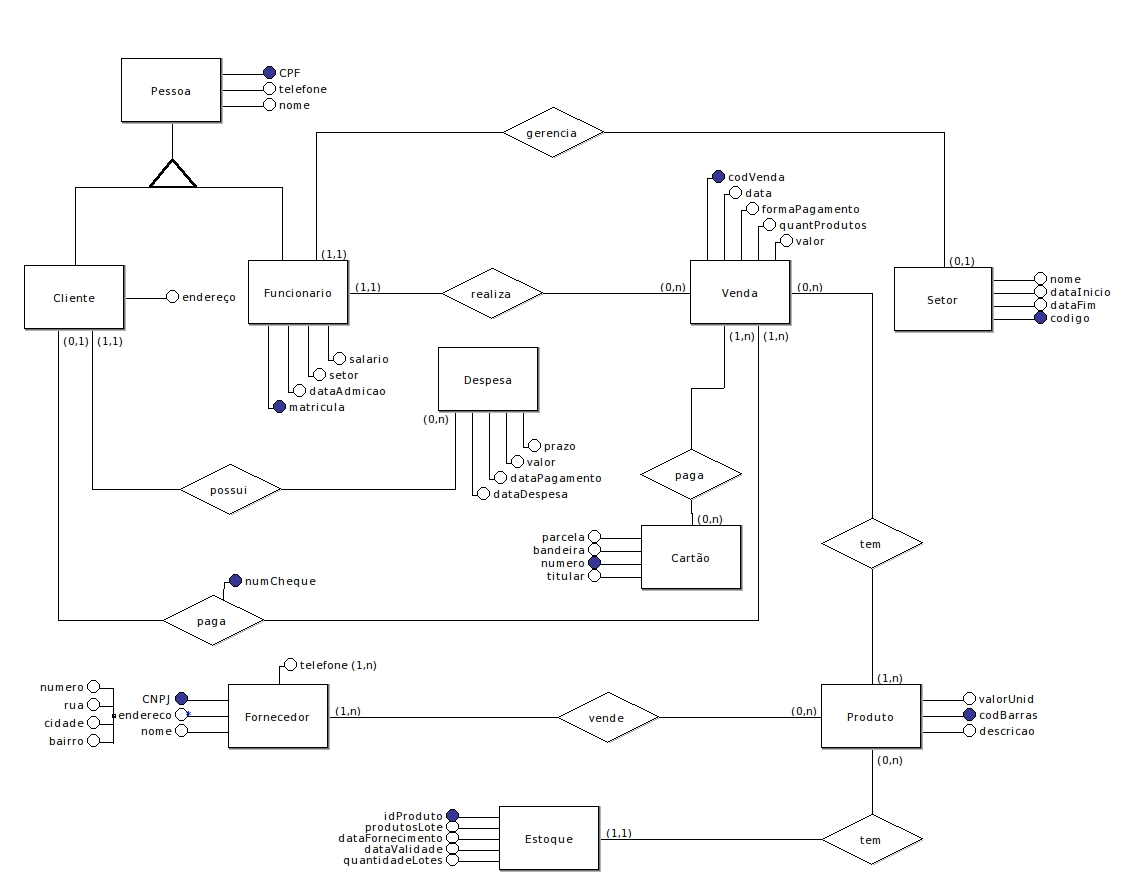 CPF
Pessoa
telefone
nome
gerencia
codVenda
data
formaPagamento
quantProdutos
valor
(1,1)
(0,1)
Cliente
endereço
Funcionario
(1,1)
realiza
(0,n)
Venda
(0,n)
Setor
nome
dataInicio
dataFim
codigo
(0,1)
(1,1)
(1,n)
(1,n)
salario
setor
dataAdmicao
matricula
Despesa
(0,n)
prazo
valor
dataPagamento
dataDespesa
possui
paga
(0,n)
parcela
bandeira
numero
titular
Cartão
tem
numCheque
paga
telefone (1,n)
numero
rua
cidade
bairro
CNPJ
endereco
*
nome
Fornecedor
(1,n)
vende
(0,n)
(1,n)
Produto
valorUnid
codBarras
descricao
(0,n)
idProduto
produtosLote
dataFornecimento
dataValidade
quantidadeLotes
Estoque
(1,1)
tem